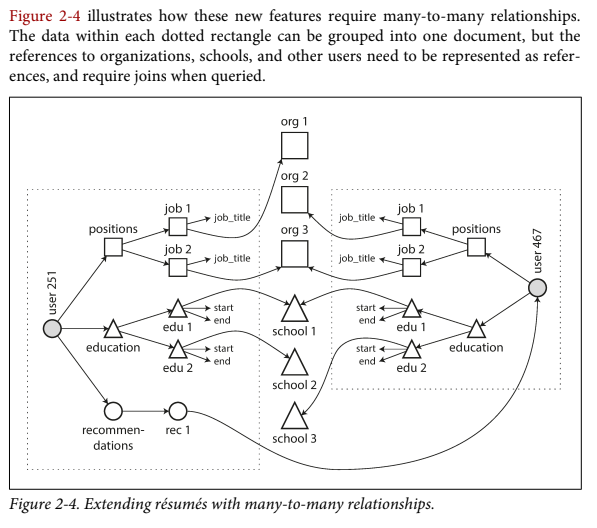 Figure 2-4 illustrates how these new features require many-to-many relationships.
The data within each dotted rectangle can be grouped into one document, but the
references to organizations, schools, and other users need to be represented as refer-
ences, and require joins when queried.
org 1
org 2
org 3
job 1
job_title
positions
job 2
job_title
user 251
start
end
edu 1
education
start
end
edu 2
recommen-
dations
rec 1
school 1
school 2
school 3
job_title
job 1
positions
job_title
job 2
user 467
start
end
edu 1
education
start
end
edu 2
Figure 2-4. Extending résumés with many-to-many relationships.